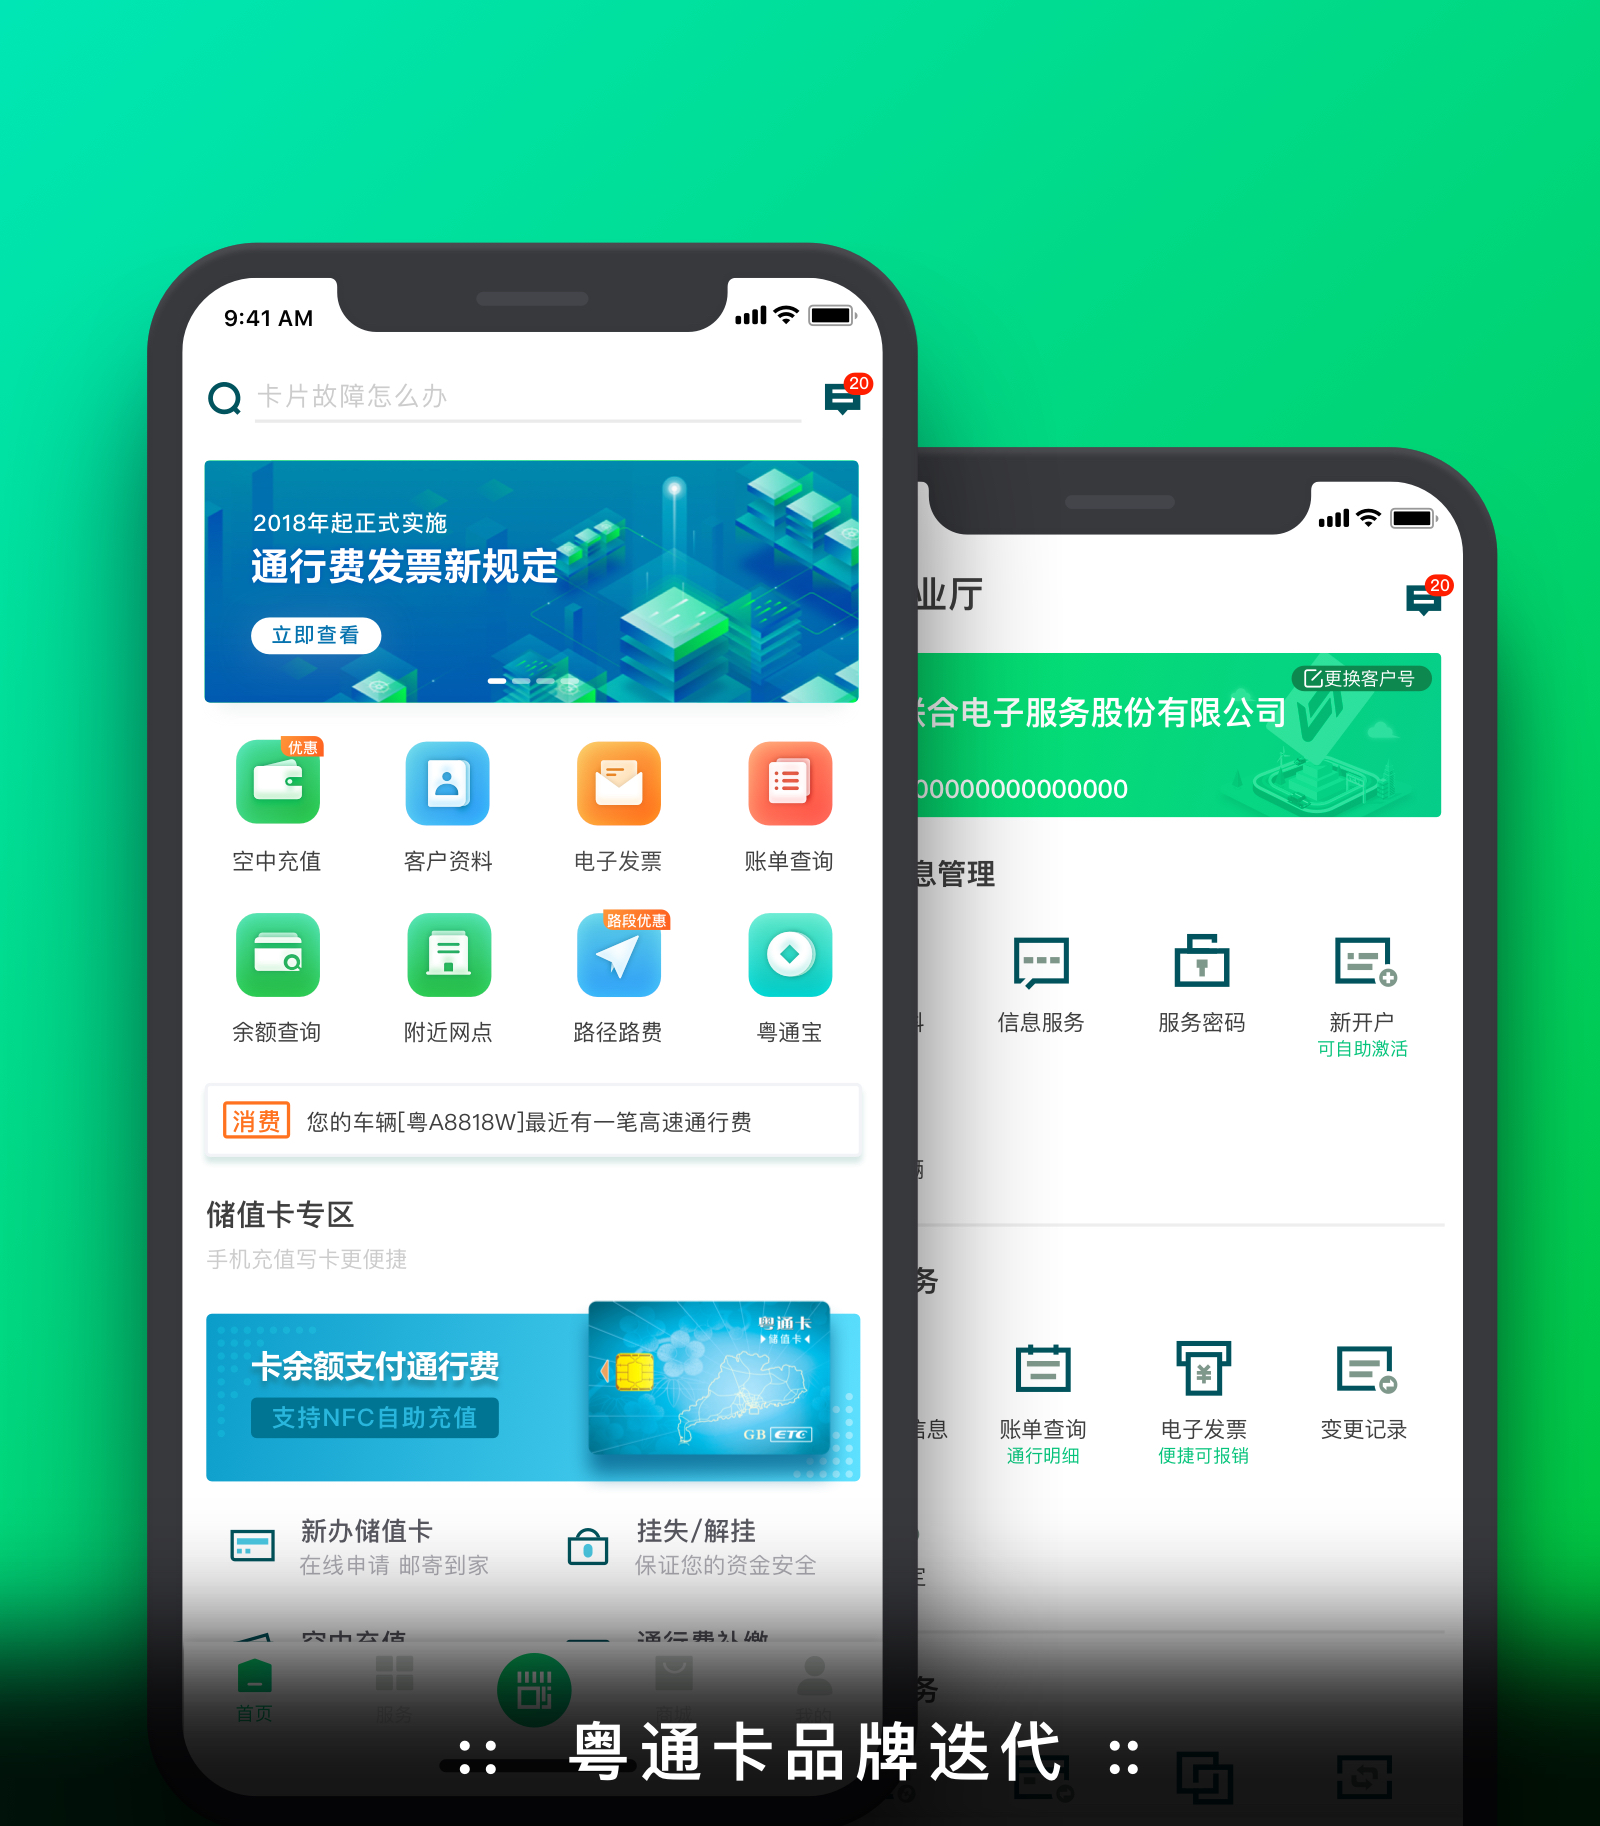 9:41 AM
卡片故障怎么办
20
2018年起正式实施
通行费发票新规定
立即查看
优惠
空中充值
客户资料
电子发票
账单查询
路段优惠
余额查询
附近网点
路径路费
粤通宝
消费
您的车辆[粤A8818W]最近有一笔高速通行费
储值卡专区
手机充值写卡更便捷
卡余额支付通行费
支持NFC自助充值
粤通卡
储值卡
GB ETC
新办储值卡
在线申请 邮寄到家
挂失/解挂
保证您的资金安全
空中充值
通行费补缴
首页
服务
商城
我的
业厅
20
更换客户号
联合电子服务股份有限公司
00000000000000
息管理
信息服务
服务密码
新开户
可自助激活
务
信息
账单查询
通行明细
电子发票
便捷可报销
变更记录
务
:: 粤通卡品牌迭代 ::